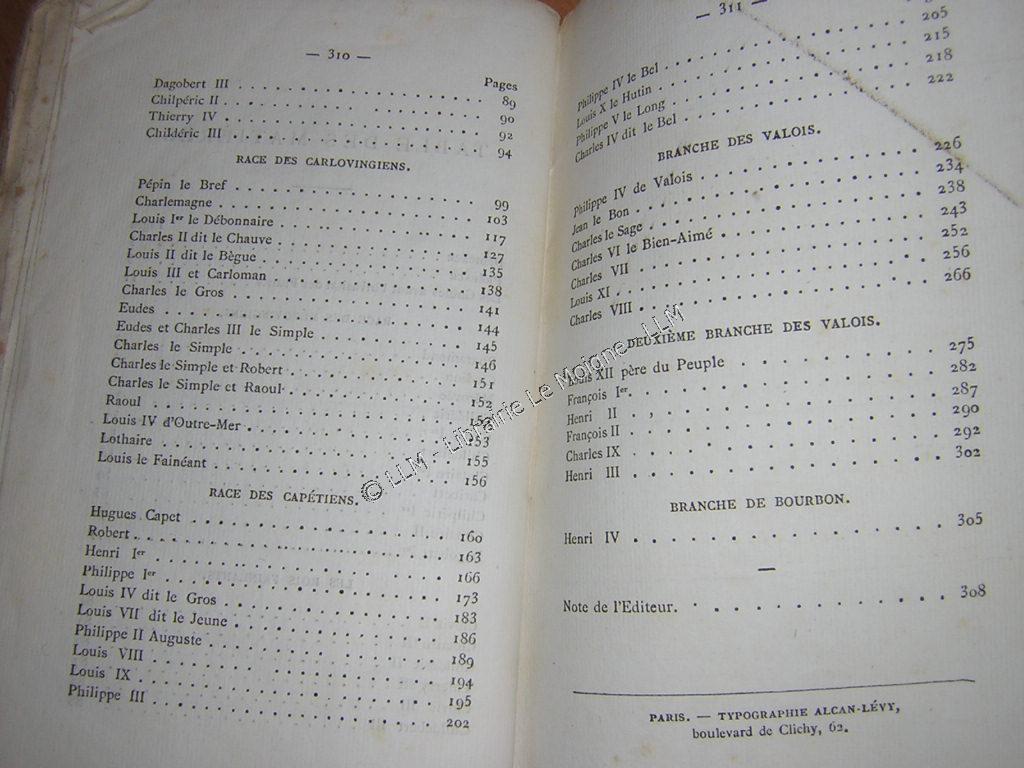 — 310 —
Pages
Dagobert III . . . 89
Chilpéric II . . . 90
Thierry IV . . . 92
Childéric III . . . 94
RACE DES CARLOVINGIENS.
Pépin le Bref . . . 99
Charlemagne . . . 103
Louis Iᵉʳ le Débonnaire . . . 117
Charles II dit le Chauve . . . 127
Louis II dit le Bègue . . . 135
Louis III et Carloman . . . 138
Charles le Gros . . . 141
Eudes . . . 144
Eudes et Charles III le Simple . . . 145
Charles le Simple . . . 146
Charles le Simple et Robert . . . 151
Charles le Simple et Raoul . . . 152
Raoul . . .
Louis IV d'Outre-Mer . . . 153
Lothaire . . . 155
Louis le Fainéant . . . 156
RACE DES CAPÉTIENS.
Hugues Capet . . . 160
Robert . . . 163
Henri Iᵉʳ . . . 166
Philippe Iᵉʳ . . . 173
Louis IV dit le Gros . . . 183
Louis VII dit le Jeune . . . 186
Philippe II Auguste . . . 189
Louis VIII . . . 194
Louis IX . . . 195
Philippe III . . . 202
— 311 —
Philippe IV le Bel . . . 205
Louis X le Hutin . . . 215
Philippe V le Long . . . 218
Charles IV dit le Bel . . . 222
BRANCHE DES VALOIS.
Philippe IV de Valois . . . 226
Jean le Bon . . . 234
Charles le Sage . . . 238
Charles VI le Bien-Aimé . . . 243
Charles VII . . . 252
Louis XI . . . 256
Charles VIII . . . 266
DEUXIÈME BRANCHE DES VALOIS.
Louis XII père du Peuple . . . 275
François Iᵉʳ . . . 282
Henri II . . . 287
François II . . . 290
Charles IX . . . 292
Henri III . . . 302
BRANCHE DE BOURBON.
Henri IV . . . 305
—
Note de l'Editeur. . . . 308
PARIS. — TYPOGRAPHIE ALCAN-LÉVY,
boulevard de Clichy, 62.
© LLM - Librairie Le Moigne - LLM